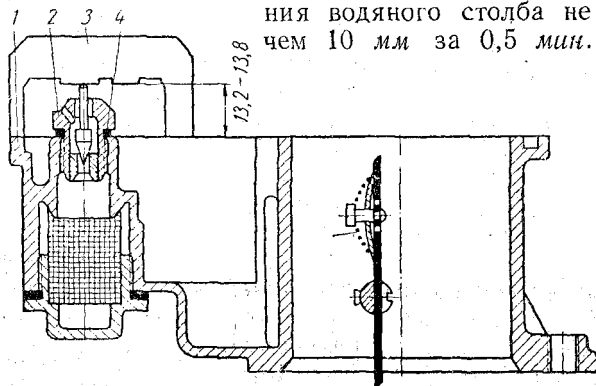 ния водяного столба не
чем 10 мм за 0,5 мин.
1 2 3 4
13,2-13,8